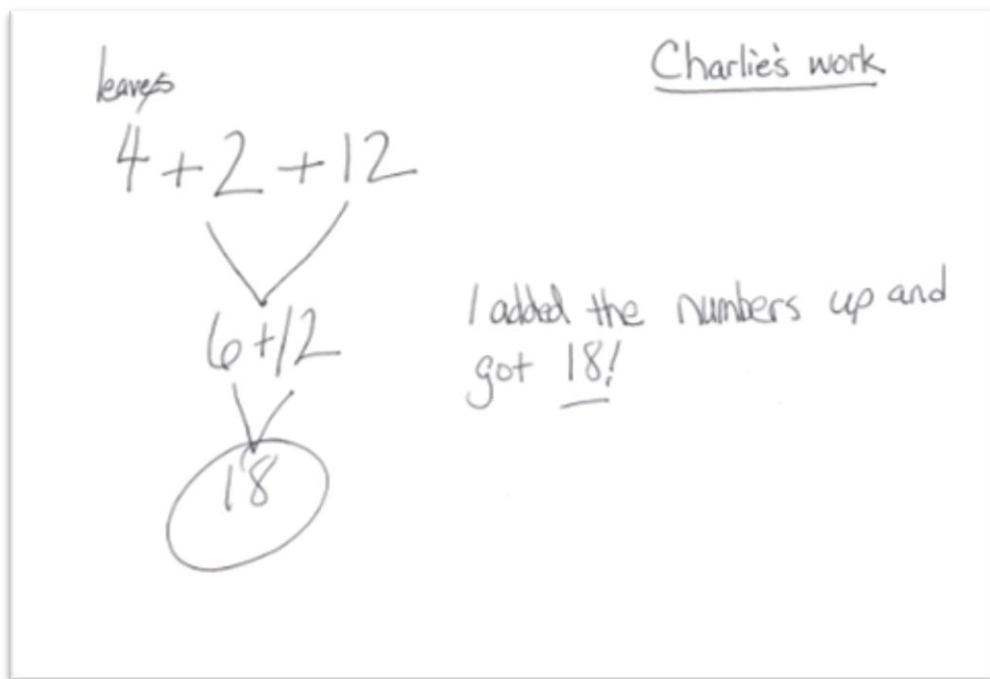 Charlie's work
leaves
4+2+12
6+12
18
I added the numbers up and
got 18!